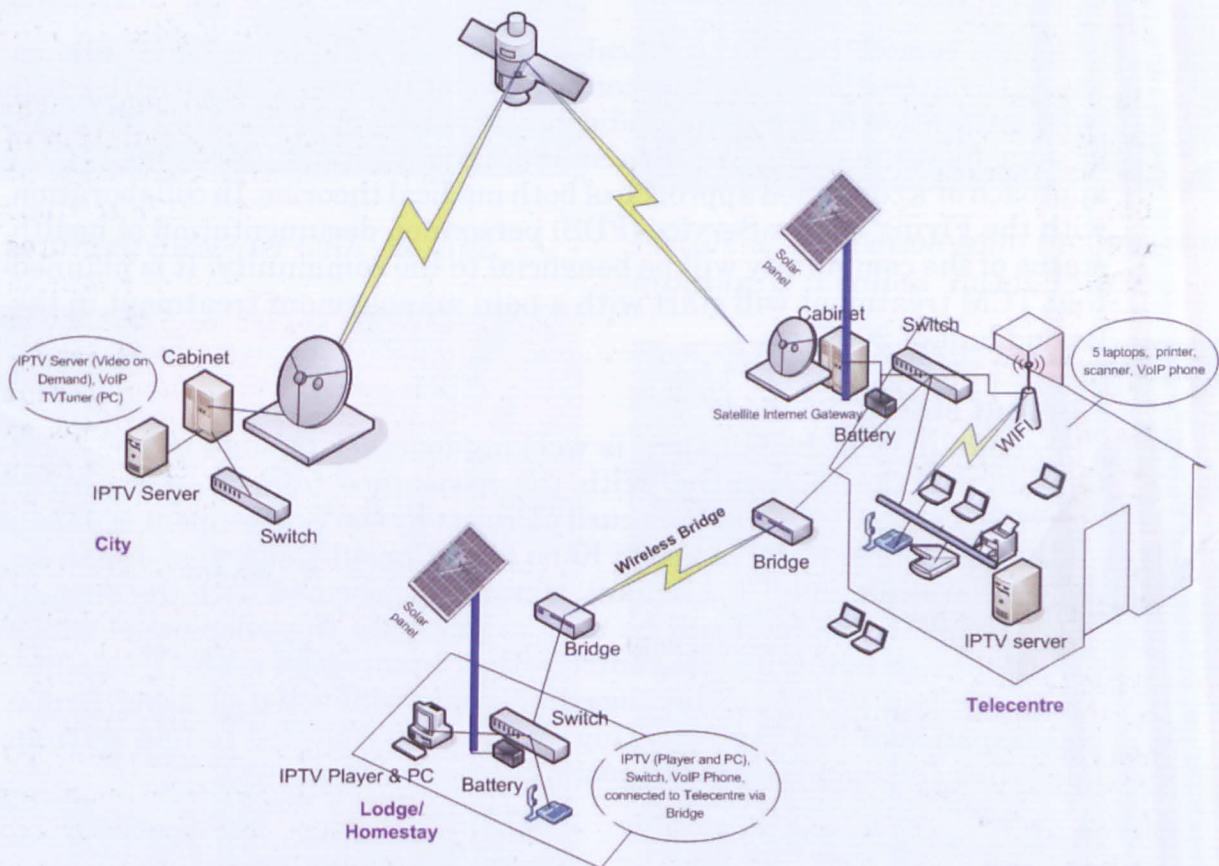 Solar
panel
IPTV Server (Video on
Demand), VoIP
TVTuner (PC)
Cabinet
IPTV Server
Switch
City
Cabinet
Switch
Satellite Internet Gateway
Battery
WIFI
5 laptops, printer,
scanner, VoIP phone
Wireless Bridge
Bridge
Bridge
IPTV server
Telecentre
Solar
panel
Switch
IPTV Player & PC
Battery
Lodge/
Homestay
IPTV (Player and PC),
Switch, VoIP Phone,
connected to Telecentre via
Bridge